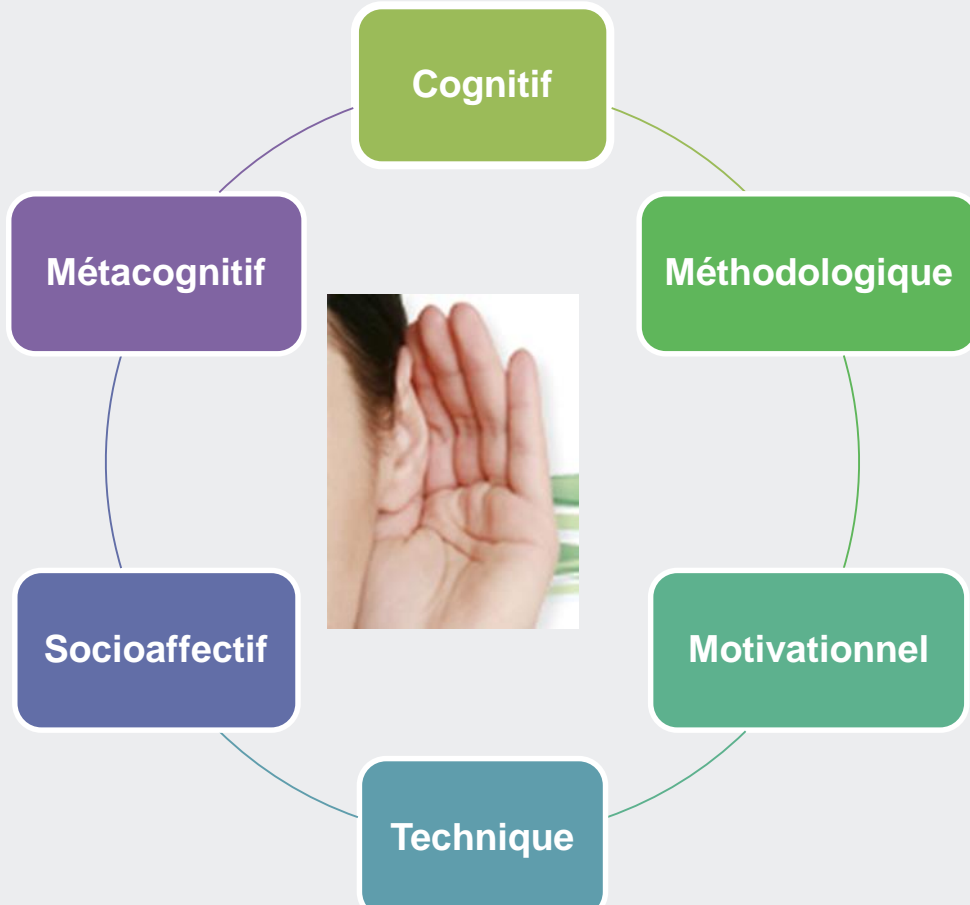 Cognitif
Méthodologique
Motivationnel
Technique
Socioaffectif
Métacognitif